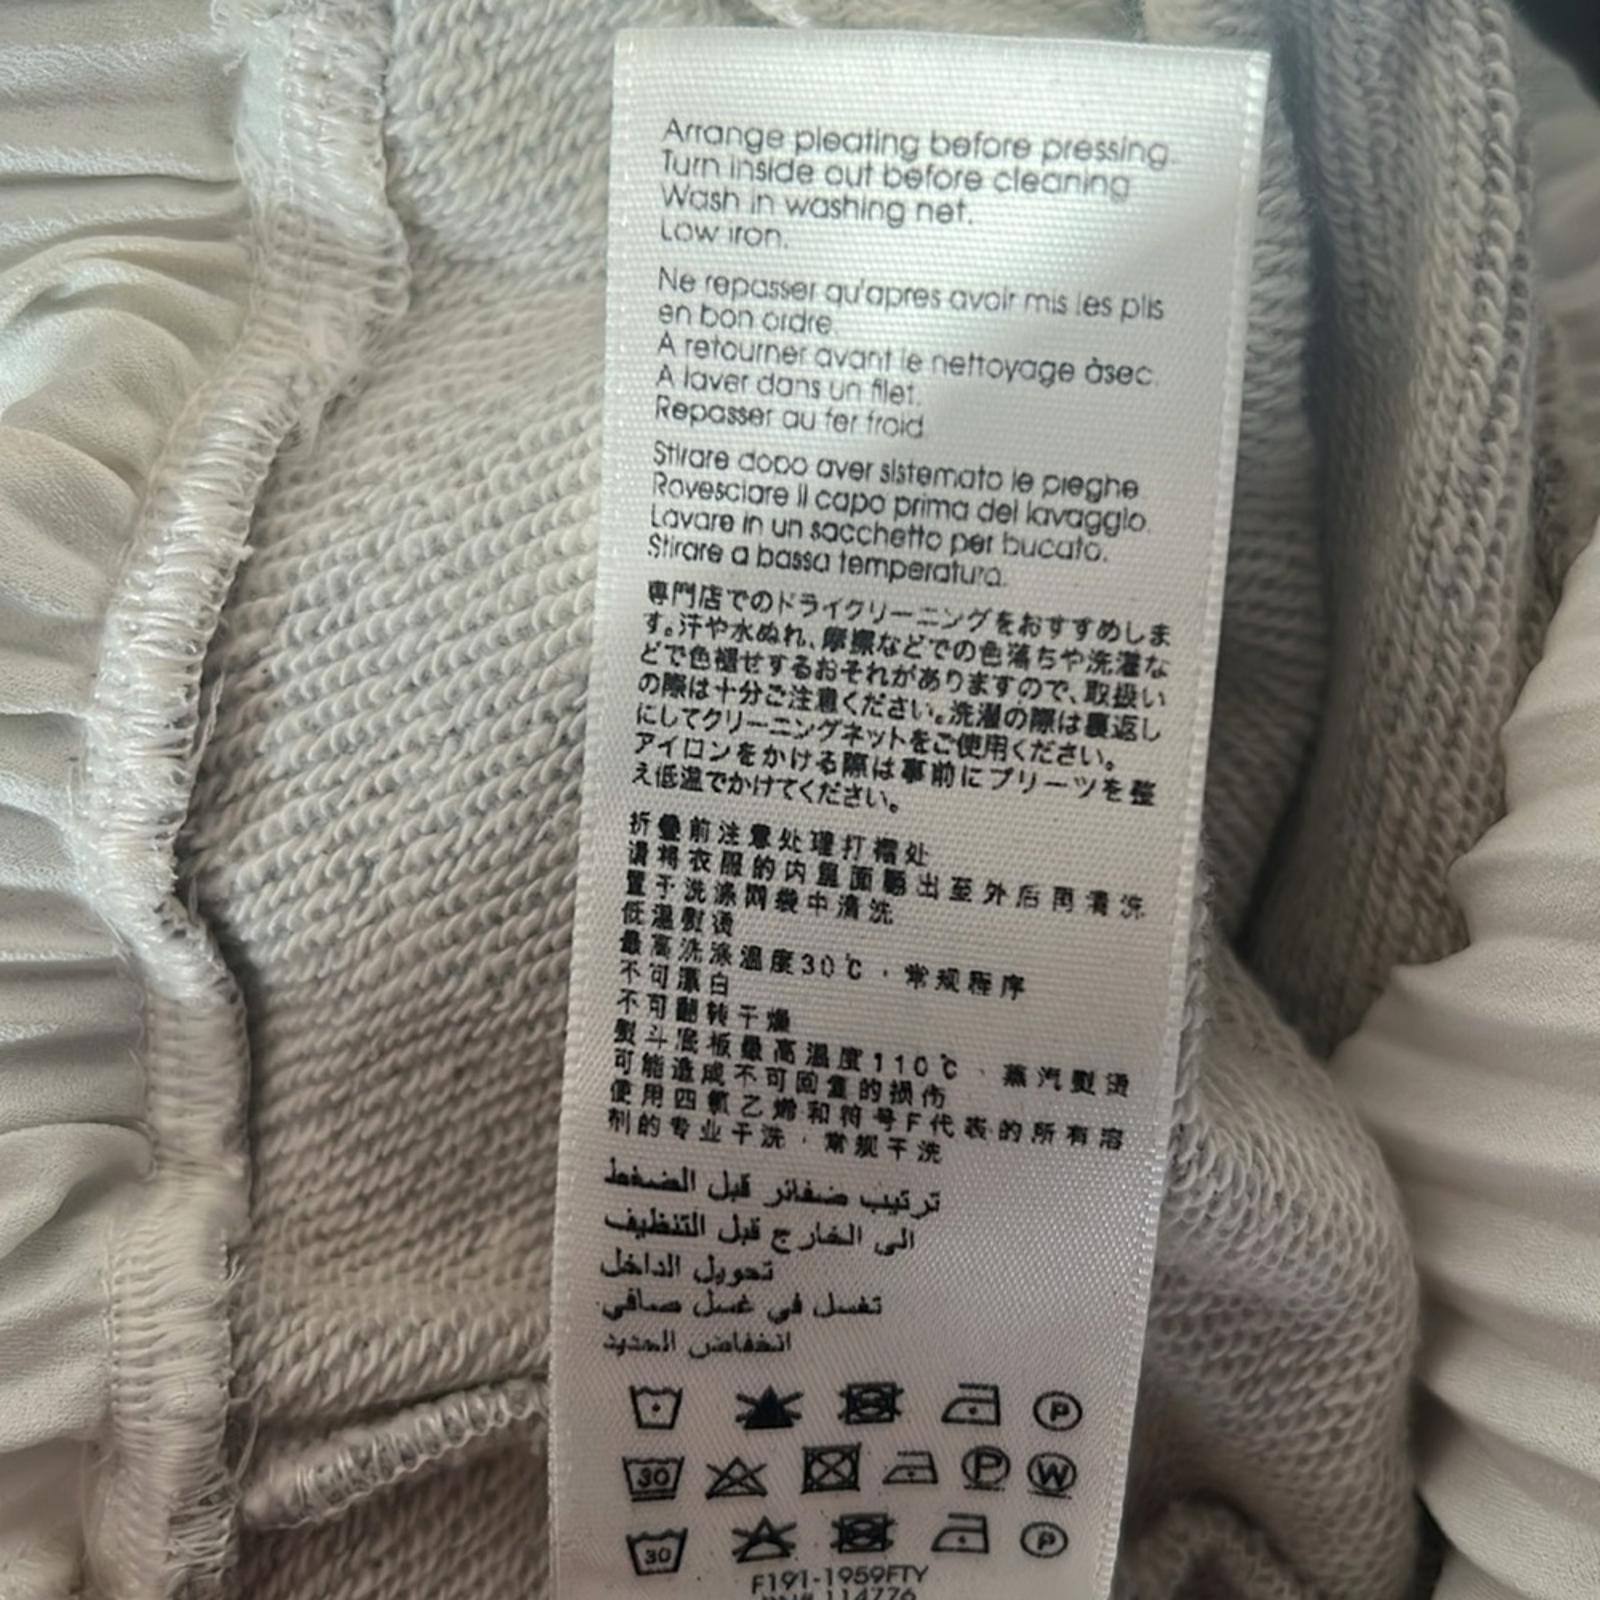 Arrange pleating before pressing.
Turn inside out before cleaning
Wash in washing net.
Low iron.
Ne repasser qu'apres avoir mis les plis
en bon ordre.
A retourner avant le nettoyage àsec.
A laver dans un filet.
Repasser au fer froid.
Stirare dopo aver sistemato le pieghe
Rovesciare il capo prima del lavaggio.
Lavare in un sacchetto per bucato.
Stirare a bassa temperatura.
専門店でのドライクリーニングをおすすめしま
す。汗や水ぬれ、摩擦などでの色落ちや洗濯な
どで色褪せするおそれがありますので、取扱い
の際は十分ご注意ください。洗濯の際は裏返し
にしてクリーニングネットをご使用ください。
アイロンをかける際は事前にプリーツを整
え低温でかけてください。
折叠前注意处理打褶处
请将衣服的内里面翻出至外后再清洗
置于洗涤网袋中清洗
低温熨烫
最高洗涤温度30℃,常规程序
不可漂白
不可翻转干燥
熨斗底板最高温度110℃,蒸汽熨烫
可能造成不可回复的损伤
使用四氯乙烯和符号F代表的所有溶
剂的专业干洗,常规干洗
ترتيب ضفائر قبل الضغط
الى الخارج قبل التنظيف
تحويل الداخل
تغسل في غسل صافي
انخفاض الحديد
P
30 P W
30 P
F191-1959FTY
114776